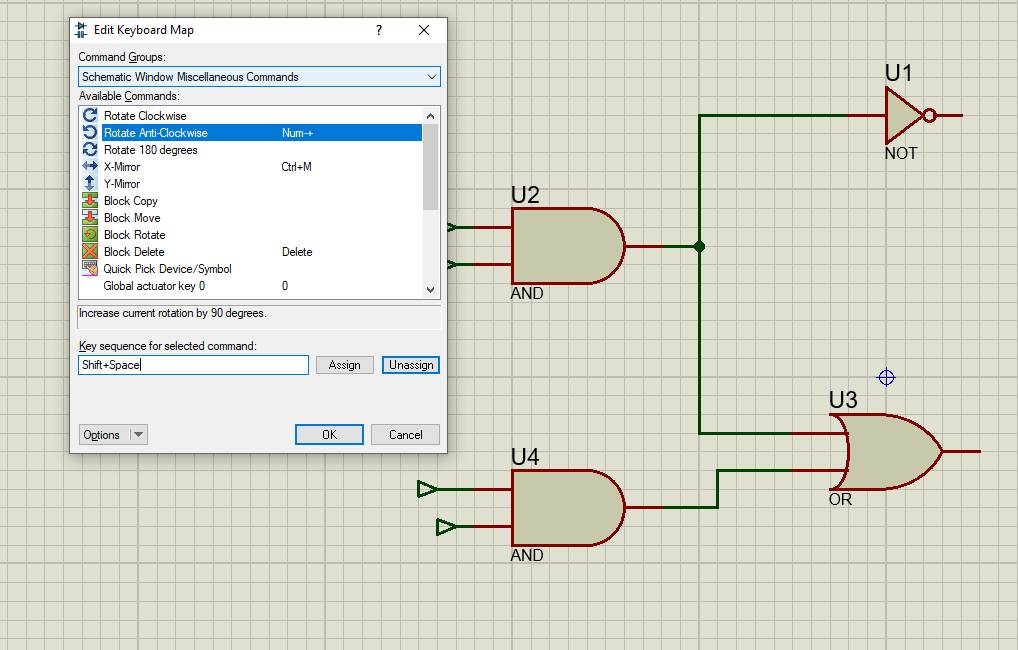 Edit Keyboard Map
?
Command Groups:
Schematic Window Miscellaneous Commands
Available Commands:
Rotate Clockwise
Rotate Anti-Clockwise Num-+
Rotate 180 degrees
X-Mirror Ctrl+M
Y-Mirror
Block Copy
Block Move
Block Rotate
Block Delete Delete
Quick Pick Device/Symbol
Global actuator key 0 0
Increase current rotation by 90 degrees.
Key sequence for selected command:
Shift+Space
Assign
Unassign
Options
OK
Cancel
U1
NOT
U2
AND
U3
OR
U4
AND